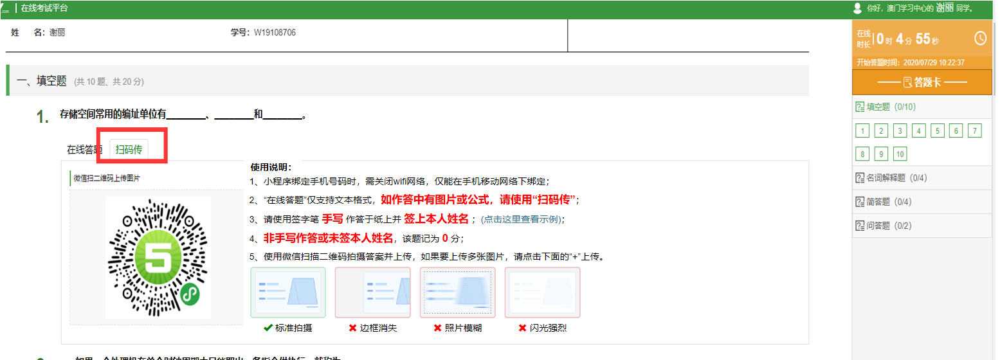 .com 在线考试平台
你好，澳门学习中心的 谢丽 同学。
姓 名：谢丽
学号：W19108706
在线时长 0 时 4 分 55 秒
开始答题时间：2020/07/29 10:22:37
答题卡
填空题（0/10）
1 2 3 4 5 6 7
8 9 10
名词解释题（0/4）
简答题（0/4）
问答题（0/2）
一、填空题 （共 10 题、共 20 分）
1. 存储空间常用的编址单位有________、________和________。
在线答题 扫码传
微信扫二维码上传图片
5
使用说明：
1、小程序绑定手机号码时，需关闭wifi网络，仅能在手机移动网络下绑定；
2、“在线答题”仅支持文本格式，如作答中有图片或公式，请使用“扫码传”；
3、请使用签字笔 手写 作答于纸上并 签上本人姓名 ；(点击这里查看示例)；
4、非手写作答或未签本人姓名，该题记为 0 分；
5、使用微信扫描二维码拍摄答案并上传，如果要上传多张图片，请点击下面的“+”上传。
标准拍摄 边框消失 照片模糊 闪光强烈